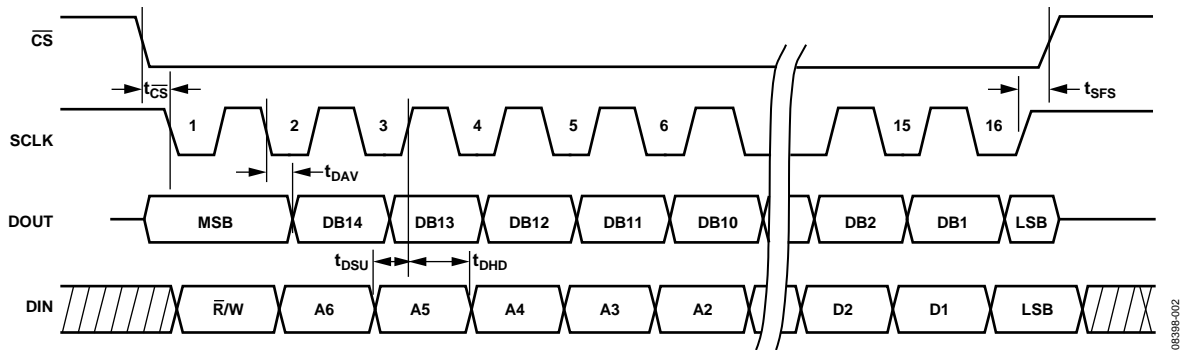 CS
tCS
tSFS
SCLK
1 2 3 4 5 6 15 16
tDAV
DOUT
MSB DB14 DB13 DB12 DB11 DB10 DB2 DB1 LSB
tDSU tDHD
DIN
R/W A6 A5 A4 A3 A2 D2 D1 LSB
08398-002